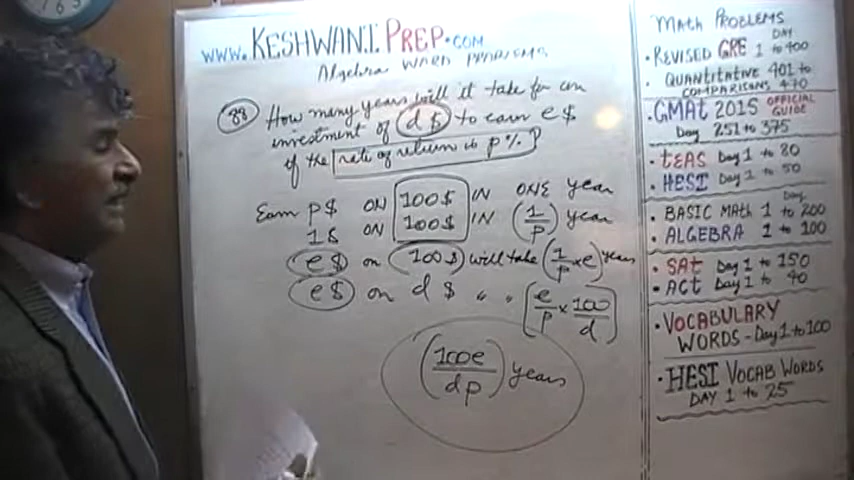 www.KESHWANI PREP.COM
Algebra WORD PROBLEMS
88 How many years will it take for an
investment of d $ to earn e$
if the rate of return is p% ?
Earn p$ ON 100$ IN ONE year
1$ ON 100$ IN (1/p) year
e$ on 100$ will take (1/p × e) years
e$ on d $ " " [e/p × 100/d]
(100e/dp) years
MATH PROBLEMS
DAY
• REVISED GRE 1 to 400
• QUANTITATIVE 401 to
COMPARISONS 470
• GMAt 2015 OFFICIAL GUIDE
Day 251 to 375
• tEAS Day 1 to 80
• HESI Day 1 to 50
Day
• BASIC MAth 1 to 200
• ALGEBRA 1 to 100
• SAt Day 1 to 150
• ACt Day 1 to 40
• VOCABULARY
WORDS - Day 1 to 100
• HESI VOCAB WORDS
DAY 1 to 25